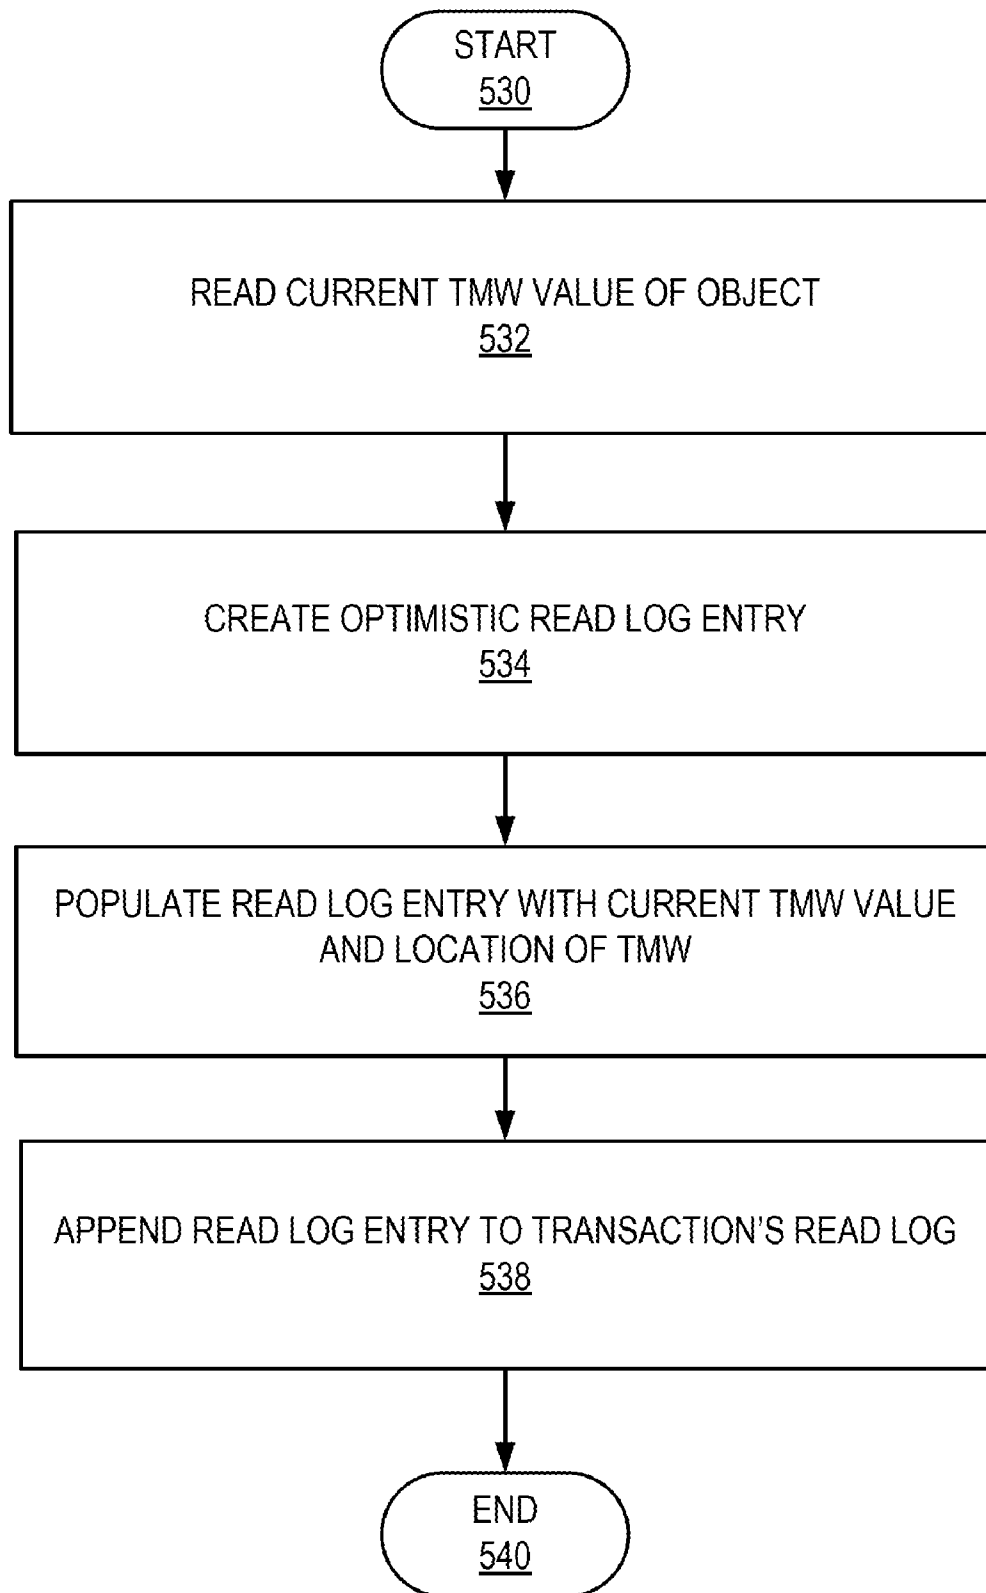 START
530
READ CURRENT TMW VALUE OF OBJECT
532
CREATE OPTIMISTIC READ LOG ENTRY
534
POPULATE READ LOG ENTRY WITH CURRENT TMW VALUE
AND LOCATION OF TMW
536
APPEND READ LOG ENTRY TO TRANSACTION'S READ LOG
538
END
540